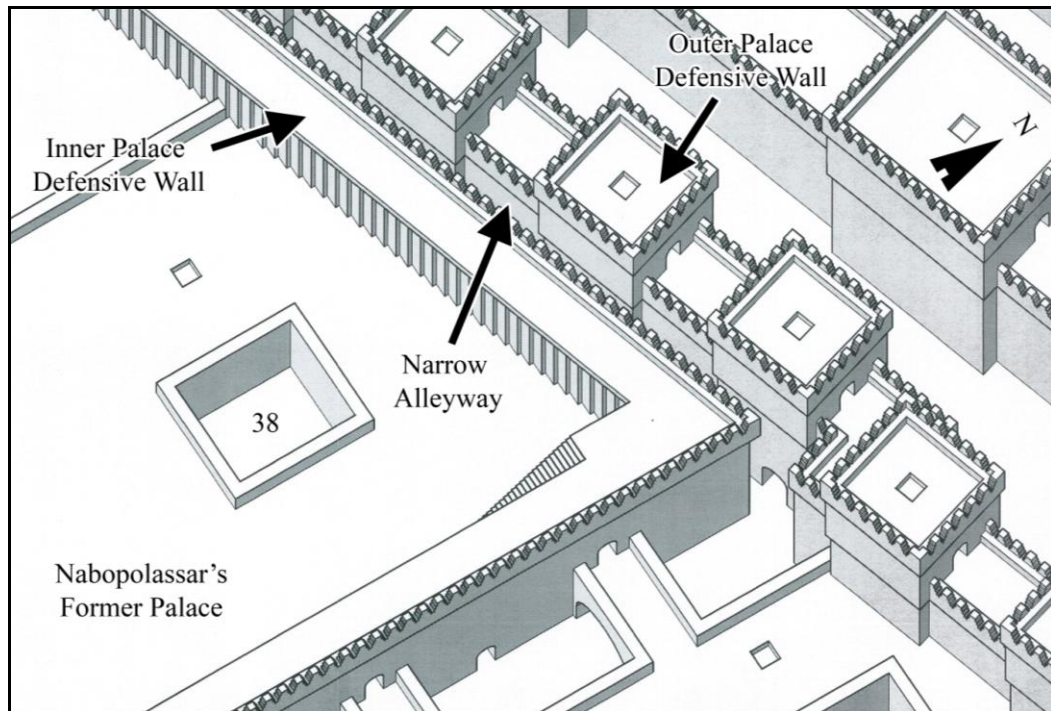 Outer Palace
Defensive Wall
N
Inner Palace
Defensive Wall
Narrow
Alleyway
38
Nabopolassar’s
Former Palace